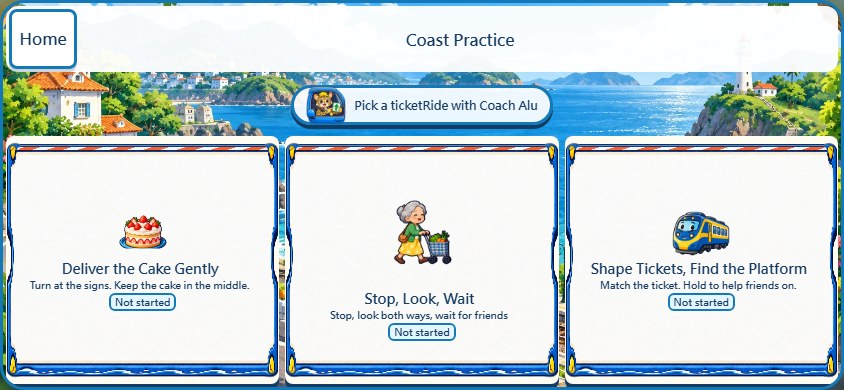 Home
Coast Practice
Pick a ticketRide with Coach Alu
Deliver the Cake Gently
Turn at the signs. Keep the cake in the middle.
Not started
Stop, Look, Wait
Stop, look both ways, wait for friends
Not started
Shape Tickets, Find the Platform
Match the ticket. Hold to help friends on.
Not started